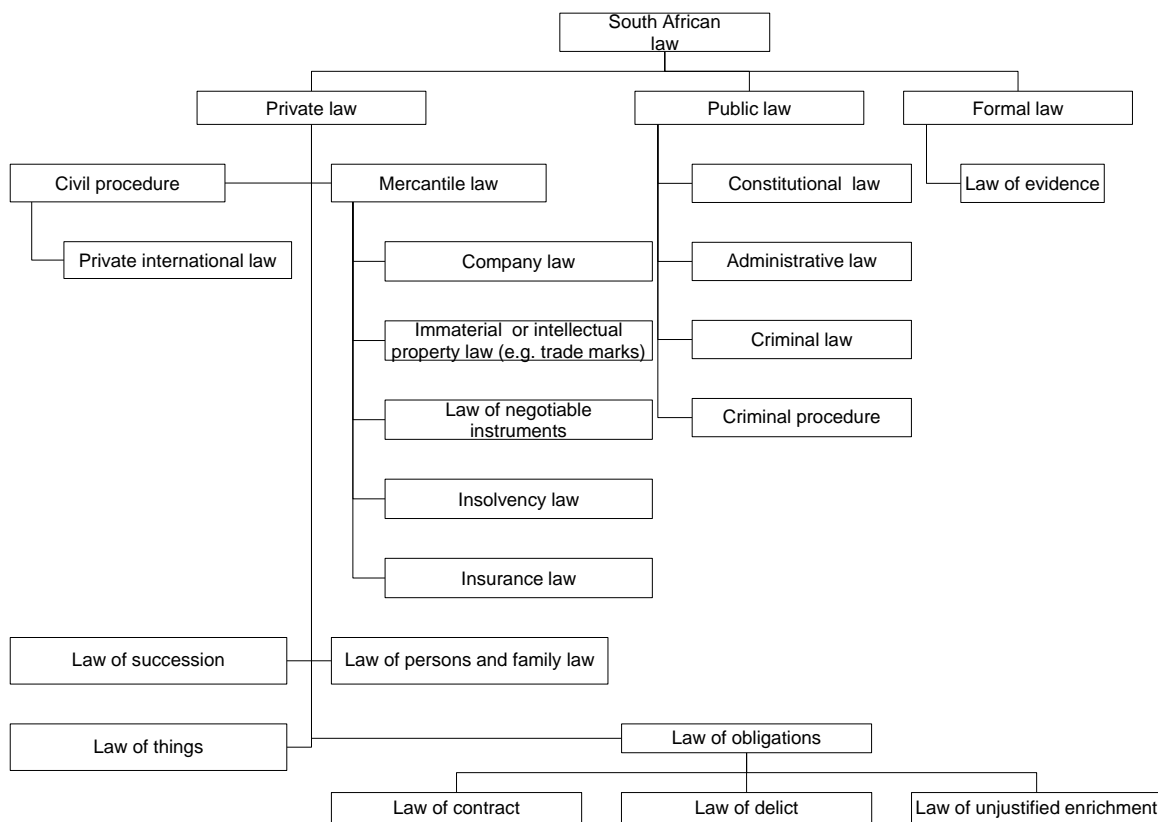 South African
law
Private law
Public law
Formal law
Civil procedure
Mercantile law
Constitutional  law
Law of evidence
Private international law
Company law
Administrative law
Immaterial  or intellectual
property law (e.g. trade marks)
Criminal law
Law of negotiable
instruments
Criminal procedure
Insolvency law
Insurance law
Law of succession
Law of persons and family law
Law of things
Law of obligations
Law of contract
Law of delict
Law of unjustified enrichment